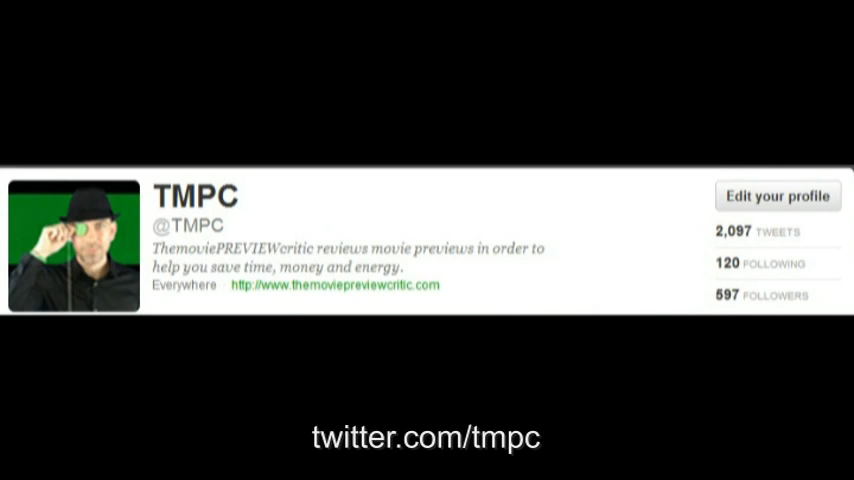 TMPC
@TMPC
ThemoviePREVIEWcritic reviews movie previews in order to
help you save time, money and energy.
Everywhere · http://www.themoviepreviewcritic.com
Edit your profile
2,097 TWEETS
120 FOLLOWING
597 FOLLOWERS
twitter.com/tmpc